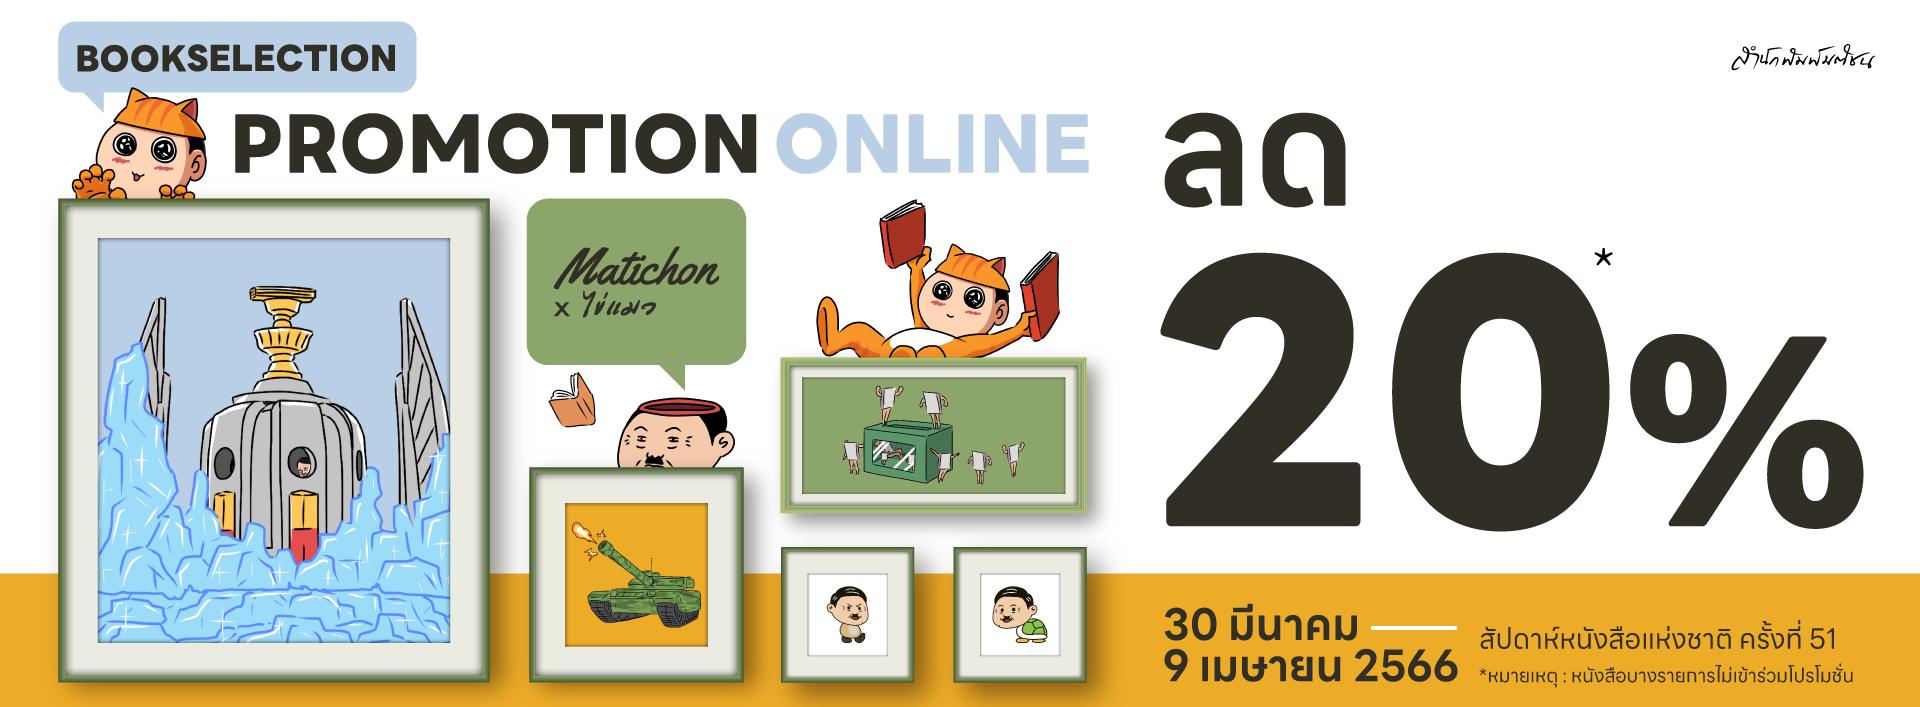 BOOKSELECTION
PROMOTION ONLINE
Matichon
x ไข่แมว
สำนักพิมพ์มติชน
ลด
20%*
30 มีนาคม —
9 เมษายน 2566
สัปดาห์หนังสือแห่งชาติ ครั้งที่ 51
*หมายเหตุ : หนังสือบางรายการไม่เข้าร่วมโปรโมชั่น